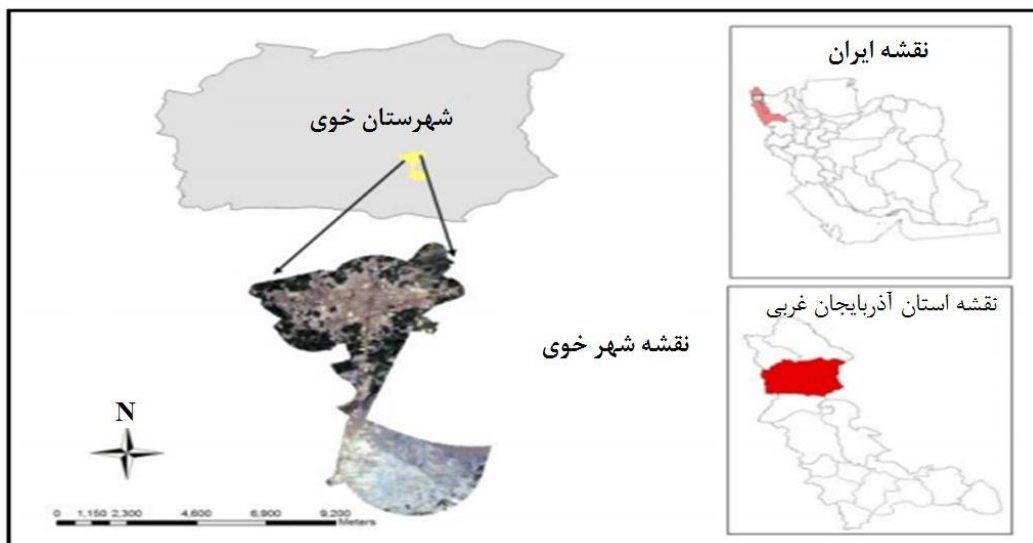 نقشه ایران
شهرستان خوی
نقشه استان آذربایجان غربی
نقشه شهر خوی
N
0 1,150 2,300 4,600 6,900 9,200
Meters